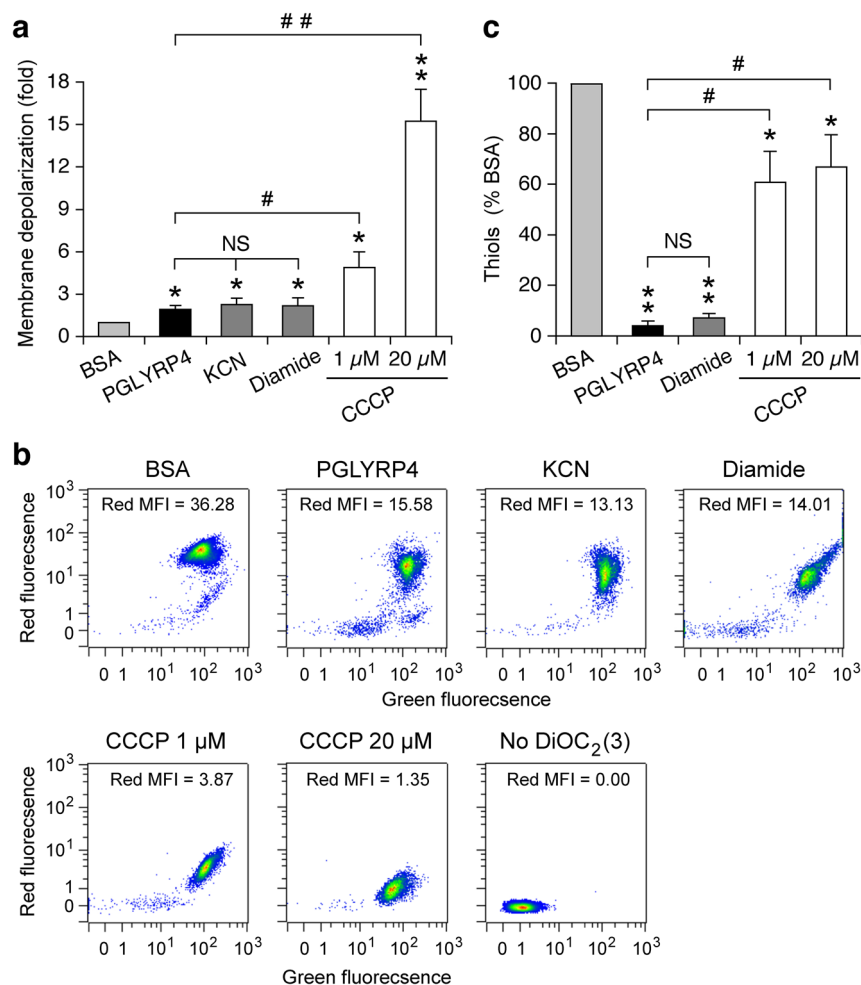 a
Membrane depolarization (fold)
18
15
12
9
6
3
0
# #
#
NS
*
*
*
*
*
*
BSA
PGLYRP4
KCN
Diamide
1 µM
20 µM
CCCP
c
Thiols (% BSA)
100
80
60
40
20
0
#
#
NS
*
*
*
*
*
*
BSA
PGLYRP4
Diamide
1 µM
20 µM
CCCP
b
BSA
PGLYRP4
KCN
Diamide
Red MFI = 36.28
Red MFI = 15.58
Red MFI = 13.13
Red MFI = 14.01
Red fluorecsence
10³
10²
10¹
1
0
0 1 10¹ 10² 10³
0 1 10¹ 10² 10³
0 1 10¹ 10² 10³
0 1 10¹ 10² 10³
Green fluorecsence
CCCP 1 µM
CCCP 20 µM
No DiOC₂(3)
Red MFI = 3.87
Red MFI = 1.35
Red MFI = 0.00
Red fluorecsence
10³
10²
10¹
1
0
0 1 10¹ 10² 10³
0 1 10¹ 10² 10³
0 1 10¹ 10² 10³
Green fluorecsence